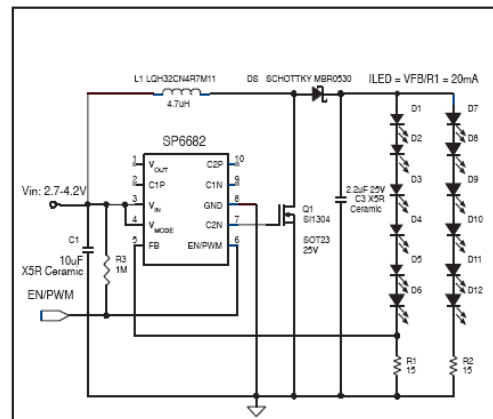 L1 LQH32CN4R7M11
4.7uH
DS SCHOTTKY MBR0530
ILED = VFB/R1 = 20mA
SP6682
1 VOUT C2P 10
2 C1P C1N 9
3 VIN GND 8
4 VMODE C2N 7
5 FB EN/PWM 6
Vin: 2.7-4.2V
C1
10uF
X5R Ceramic
R3
1M
EN/PWM
Q1
SI1304
SOT23
25V
2.2uF 25V
C3 X5R
Ceramic
D1
D2
D3
D4
D5
D6
R1
15
D7
D8
D9
D10
D11
D12
R2
15